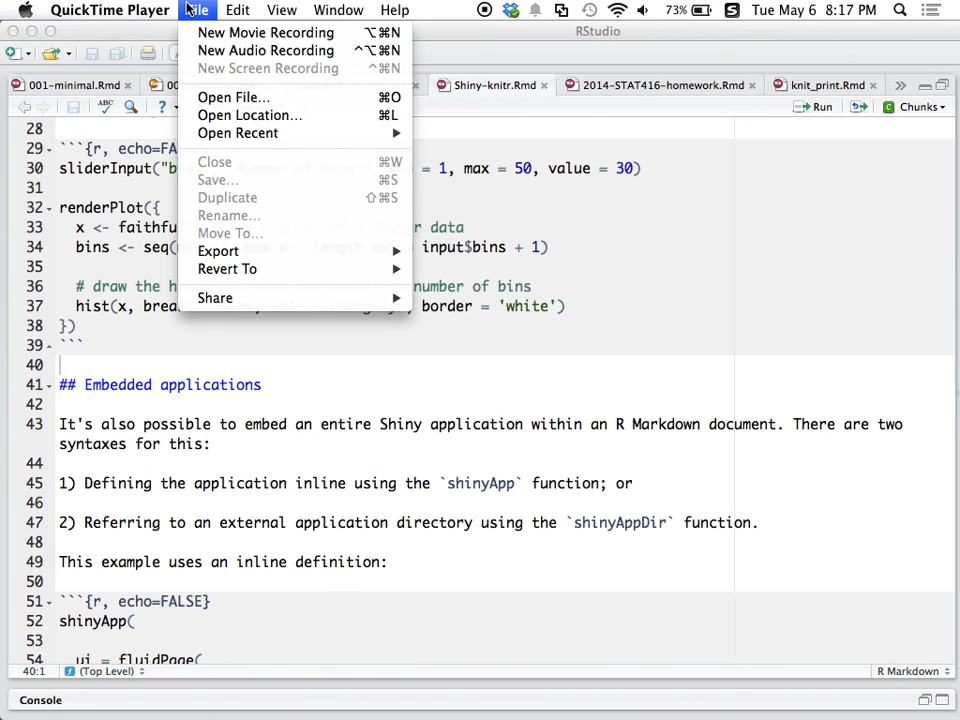 QuickTime Player File Edit View Window Help 73% S Tue May 6 8:17 PM
New Movie Recording ⌥⌘N
New Audio Recording ^⌥⌘N
New Screen Recording ^⌘N
Open File... ⌘O
Open Location... ⌘L
Open Recent
Close ⌘W
Save... ⌘S
Duplicate ⇧⌘S
Rename...
Move To...
Export
Revert To
Share
RStudio
001-minimal.Rmd × Shiny-knitr.Rmd × 2014-STAT416-homework.Rmd × knit_print.Rmd × »
ABC ? Run Chunks
28
29 ```{r, echo=FA
30 sliderInput("b = 1, max = 50, value = 30)
31
32 renderPlot({
33 x <- faithfu data
34 bins <- seq( input$bins + 1)
35
36 # draw the h number of bins
37 hist(x, brea border = 'white')
38 })
39 ```
40
41 ## Embedded applications
42
43 It's also possible to embed an entire Shiny application within an R Markdown document. There are two
syntaxes for this:
44
45 1) Defining the application inline using the `shinyApp` function; or
46
47 2) Referring to an external application directory using the `shinyAppDir` function.
48
49 This example uses an inline definition:
50
51 ```{r, echo=FALSE}
52 shinyApp(
53
54 ui = fluidPage(
40:1 # (Top Level) R Markdown
Console